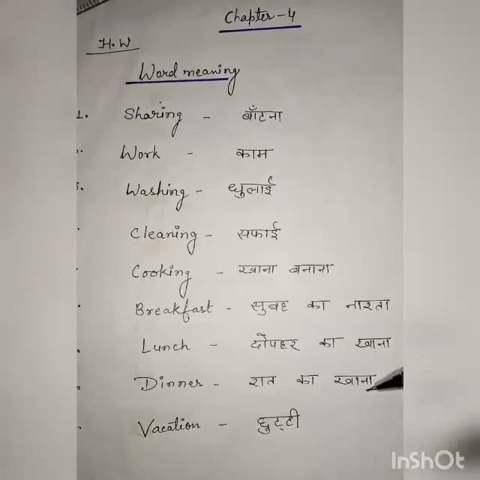 Chapter-4
H.W
Word meaning
1. Sharing - बाँटना
Work - काम
3. Washing - धुलाई
Cleaning - सफाई
Cooking - खाना बनाना
Breakfast - सुबह का नास्ता
Lunch - दोपहर का खाना
Dinner - रात का खाना
Vacation - छुट्टी
InShOt